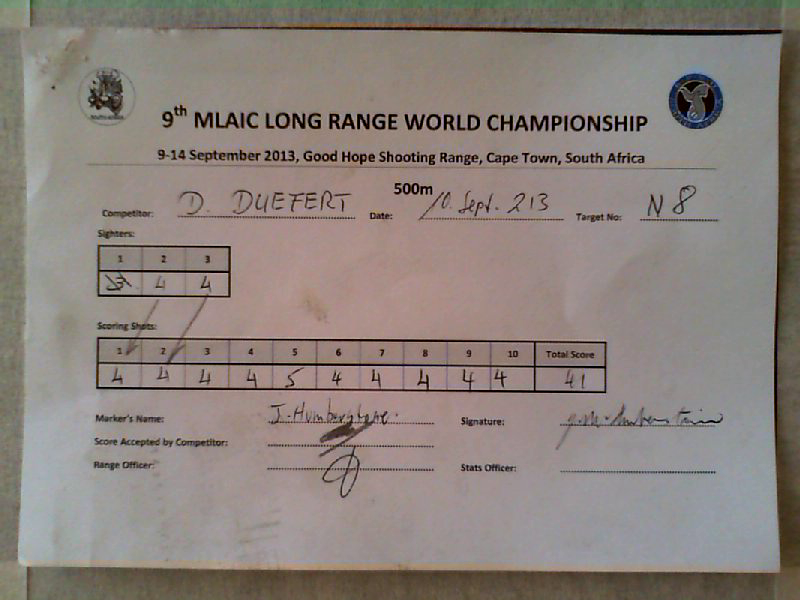 9th MLAIC LONG RANGE WORLD CHAMPIONSHIP
9-14 September 2013, Good Hope Shooting Range, Cape Town, South Africa
500m
Competitor: D. DUEFERT Date: 10. Sept. 213 Target No: N 8
Sighters:
1 2 3
4 4
Scoring Shots:
1 2 3 4 5 6 7 8 9 10 Total Score
4 4 4 4 5 4 4 4 4 4 41
Marker's Name: J. Signature:
Score Accepted by Competitor:
Range Officer: Stats Officer: